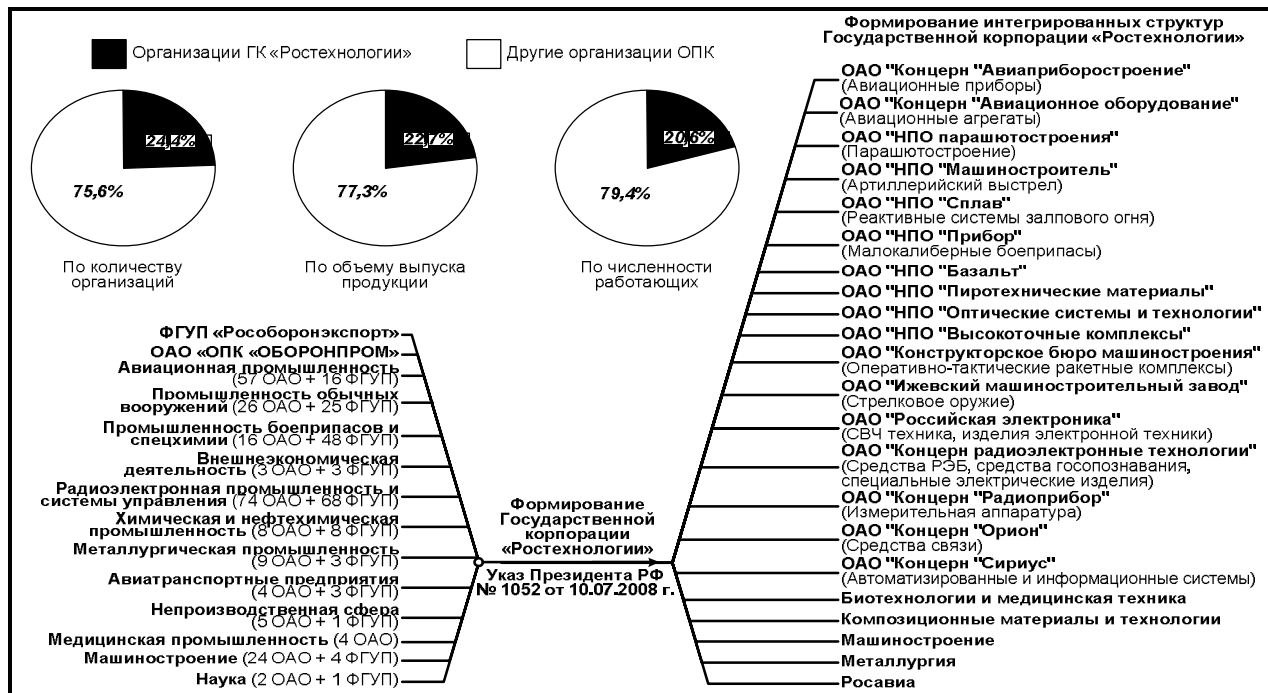 Организации ГК «Ростехнологии»
Другие организации ОПК
24,4%
75,6%
По количеству
организаций
22,7%
77,3%
По объему выпуска
продукции
20,6%
79,4%
По численности
работающих
ФГУП «Рособоронэкспорт»
ОАО «ОПК «ОБОРОНПРОМ»
Авиационная промышленность
(57 ОАО + 16 ФГУП)
Промышленность обычных
вооружений (26 ОАО + 25 ФГУП)
Промышленность боеприпасов и
спецхимии (16 ОАО + 48 ФГУП)
Внешнеэкономическая
деятельность (3 ОАО + 3 ФГУП)
Радиоэлектронная промышленность и
системы управления (74 ОАО + 68 ФГУП)
Химическая и нефтехимическая
промышленность (8 ОАО + 8 ФГУП)
Металлургическая промышленность
(9 ОАО + 3 ФГУП)
Авиатранспортные предприятия
(4 ОАО + 3 ФГУП)
Непроизводственная сфера
(5 ОАО + 1 ФГУП)
Медицинская промышленность (4 ОАО)
Машиностроение (24 ОАО + 4 ФГУП)
Наука (2 ОАО + 1 ФГУП)
Формирование
Государственной
корпорации
«Ростехнологии»
Указ Президента РФ
№ 1052 от 10.07.2008 г.
Формирование интегрированных структур
Государственной корпорации «Ростехнологии»
ОАО "Концерн "Авиаприборостроение"
(Авиационные приборы)
ОАО "Концерн "Авиационное оборудование"
(Авиационные агрегаты)
ОАО "НПО парашютостроения"
(Парашютостроение)
ОАО "НПО "Машиностроитель"
(Артиллерийский выстрел)
ОАО "НПО "Сплав"
(Реактивные системы залпового огня)
ОАО "НПО "Прибор"
(Малокалиберные боеприпасы)
ОАО "НПО "Базальт"
ОАО "НПО "Пиротехнические материалы"
ОАО "НПО "Оптические системы и технологии"
ОАО "НПО "Высокоточные комплексы"
ОАО "Конструкторское бюро машиностроения"
(Оперативно-тактические ракетные комплексы)
ОАО "Ижевский машиностроительный завод"
(Стрелковое оружие)
ОАО "Российская электроника"
(СВЧ техника, изделия электронной техники)
ОАО "Концерн радиоэлектронные технологии"
(Средства РЭБ, средства госопознавания,
специальные электрические изделия)
ОАО "Концерн "Радиоприбор"
(Измерительная аппаратура)
ОАО "Концерн "Орион"
(Средства связи)
ОАО "Концерн "Сириус"
(Автоматизированные и информационные системы)
Биотехнологии и медицинская техника
Композиционные материалы и технологии
Машиностроение
Металлургия
Росавиа